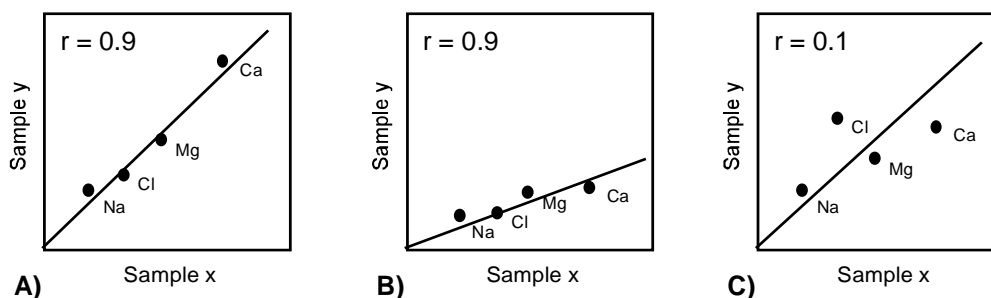 r = 0.9
Ca
Mg
Cl
Na
Sample y
Sample x
A)
r = 0.9
Mg
Ca
Na
Cl
Sample y
Sample x
B)
r = 0.1
Cl
Ca
Mg
Na
Sample y
Sample x
C)